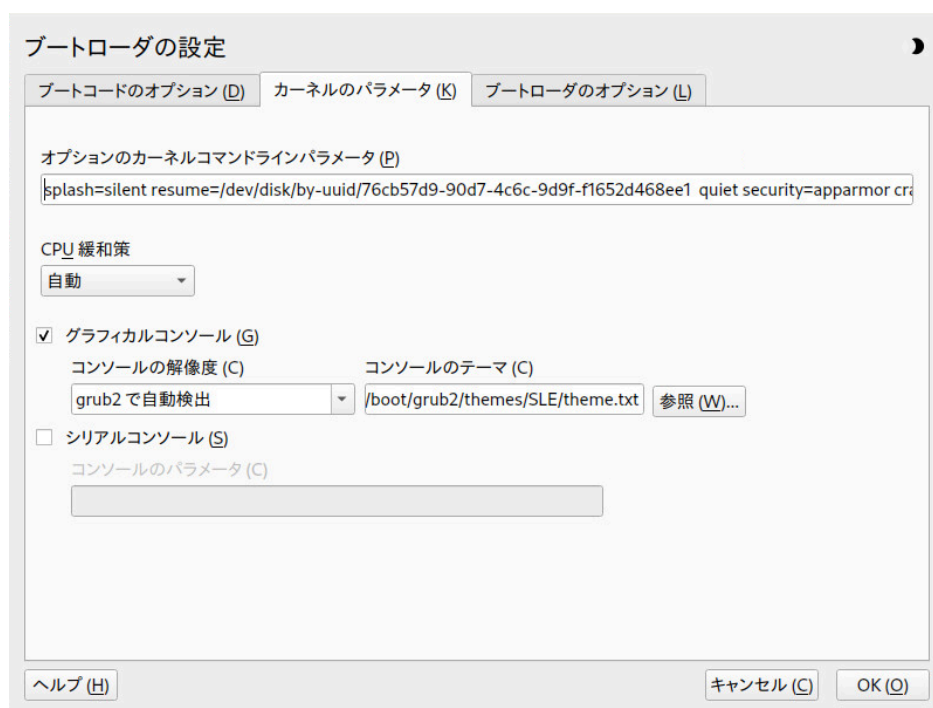 ブートローダの設定
ブートコードのオプション (D) カーネルのパラメータ (K) ブートローダのオプション (L)
オプションのカーネルコマンドラインパラメータ (P)
splash=silent resume=/dev/disk/by-uuid/76cb57d9-90d7-4c6c-9d9f-f1652d468ee1 quiet security=apparmor cra
CPU 緩和策
自動
グラフィカルコンソール (G)
コンソールの解像度 (C) コンソールのテーマ (C)
grub2 で自動検出 /boot/grub2/themes/SLE/theme.txt 参照 (W)...
シリアルコンソール (S)
コンソールのパラメータ (C)
ヘルプ (H) キャンセル (C) OK (O)